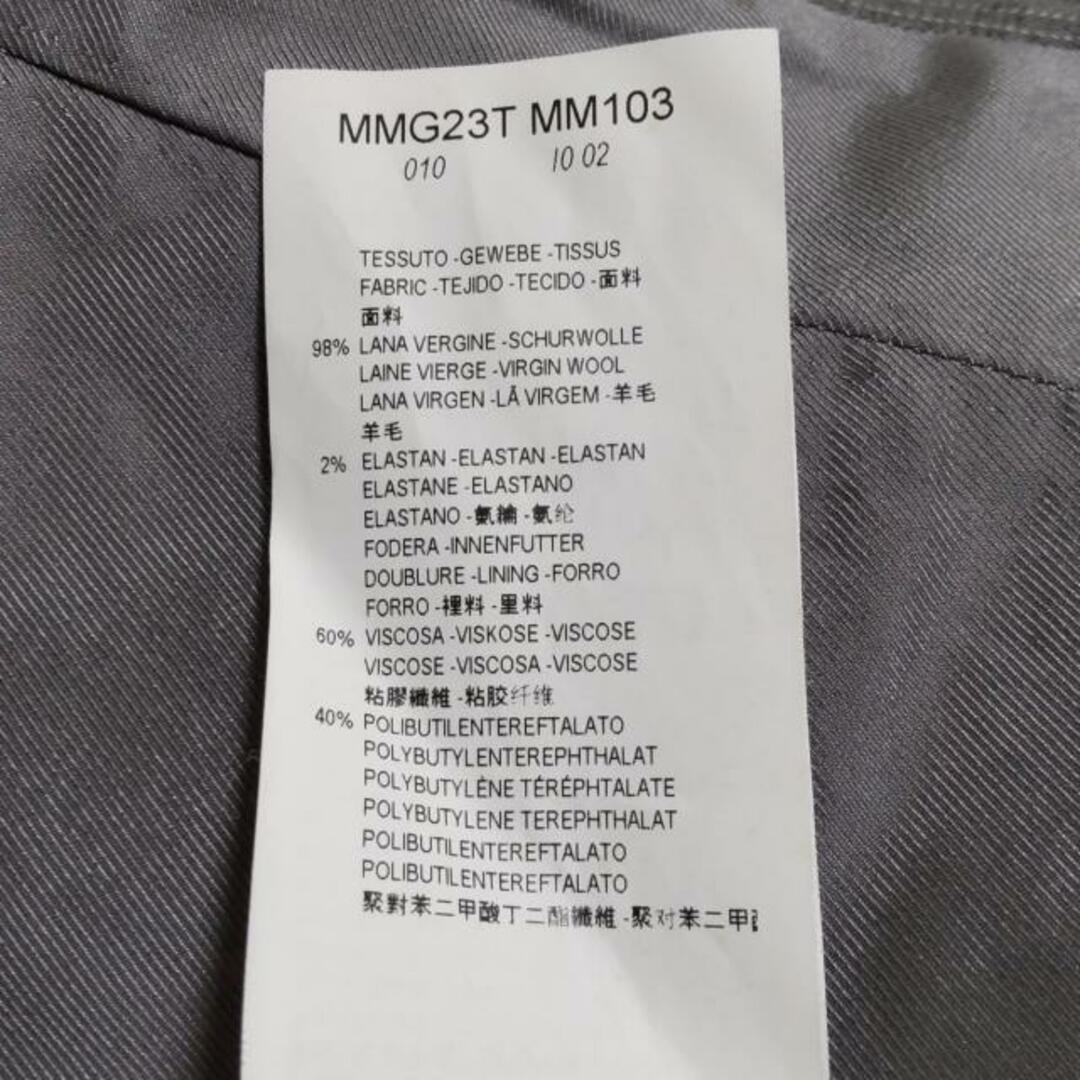 MMG23T MM103
010 I0 02
TESSUTO -GEWEBE -TISSUS
FABRIC -TEJIDO -TECIDO -面料
面料
98% LANA VERGINE -SCHURWOLLE
LAINE VIERGE -VIRGIN WOOL
LANA VIRGEN -LÃ VIRGEM -羊毛
羊毛
2% ELASTAN -ELASTAN -ELASTAN
ELASTANE -ELASTANO
ELASTANO -氨綸 -氨纶
FODERA -INNENFUTTER
DOUBLURE -LINING -FORRO
FORRO -裡料 -里料
60% VISCOSA -VISKOSE -VISCOSE
VISCOSE -VISCOSA -VISCOSE
粘膠纖維 -粘胶纤维
40% POLIBUTILENTEREFTALATO
POLYBUTYLENTEREPHTHALAT
POLYBUTYLÈNE TÉRÉPHTALATE
POLYBUTYLENE TEREPHTHALAT
POLIBUTILENTEREFTALATO
POLIBUTILENTEREFTALATO
聚對苯二甲酸丁二酯纖維 -聚对苯二甲